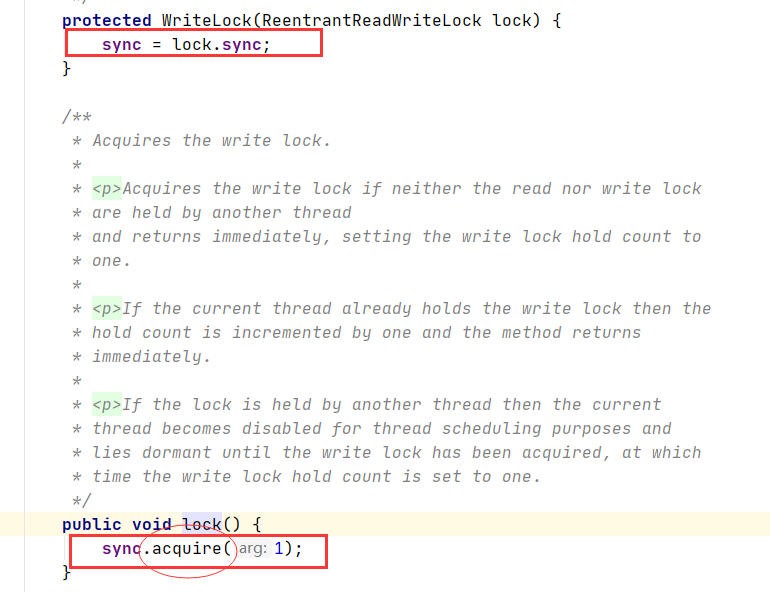 */
protected WriteLock(ReentrantReadWriteLock lock) {
sync = lock.sync;
}
/**
* Acquires the write lock.
*
* <p>Acquires the write lock if neither the read nor write lock
* are held by another thread
* and returns immediately, setting the write lock hold count to
* one.
*
* <p>If the current thread already holds the write lock then the
* hold count is incremented by one and the method returns
* immediately.
*
* <p>If the lock is held by another thread then the current
* thread becomes disabled for thread scheduling purposes and
* lies dormant until the write lock has been acquired, at which
* time the write lock hold count is set to one.
*/
public void lock() {
sync.acquire( arg: 1);
}